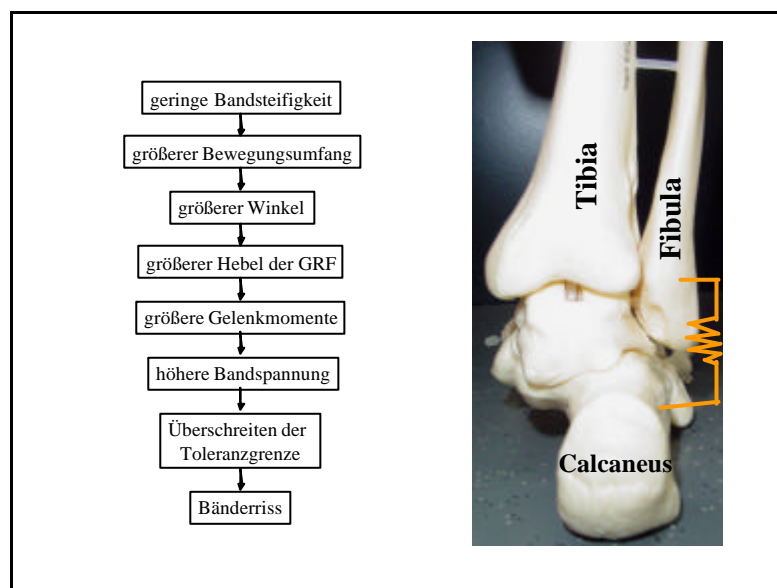 geringe Bandsteifigkeit
größerer Bewegungsumfang
größerer Winkel
größerer Hebel der GRF
größere Gelenkmomente
höhere Bandspannung
Überschreiten der
Toleranzgrenze
Bänderriss
Tibia
Fibula
Calcaneus